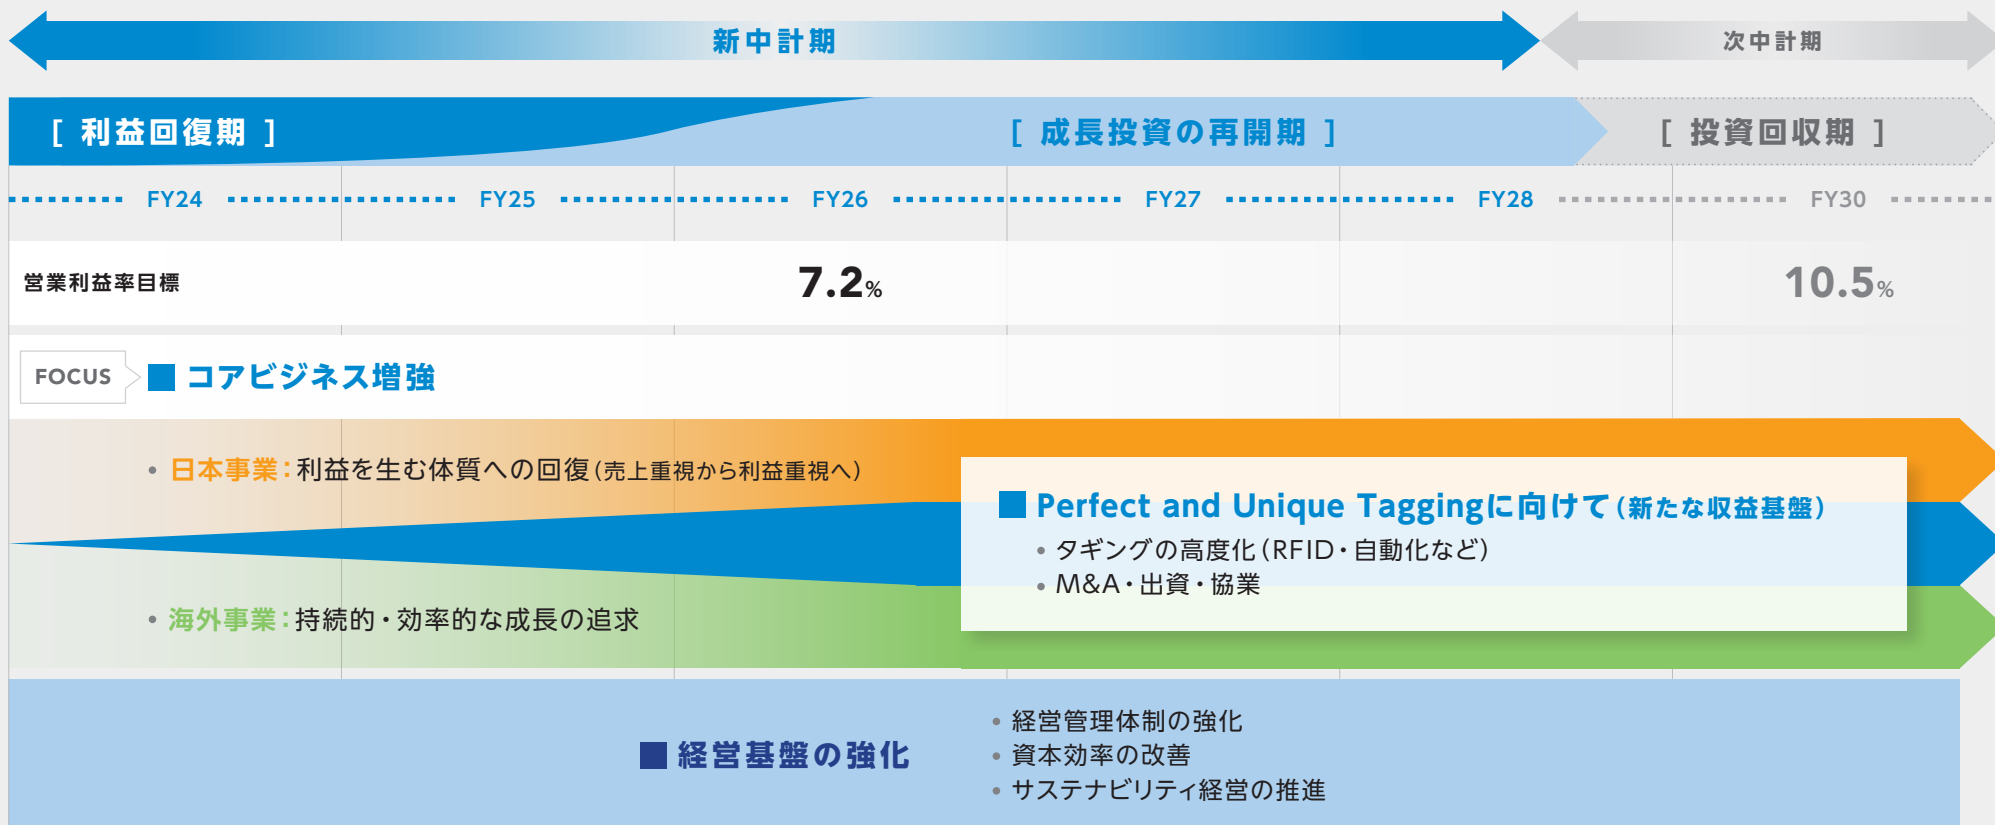 新中計期
次中計期
[ 利益回復期 ]
[ 成長投資の再開期 ]
[ 投資回収期 ]
FY24
FY25
FY26
FY27
FY28
FY30
営業利益率目標
7.2%
10.5%
FOCUS
■ コアビジネス増強
• 日本事業：利益を生む体質への回復（売上重視から利益重視へ）
■ Perfect and Unique Taggingに向けて（新たな収益基盤）
• タギングの高度化（RFID・自動化など）
• M&A・出資・協業
• 海外事業：持続的・効率的な成長の追求
■ 経営基盤の強化
• 経営管理体制の強化
• 資本効率の改善
• サステナビリティ経営の推進